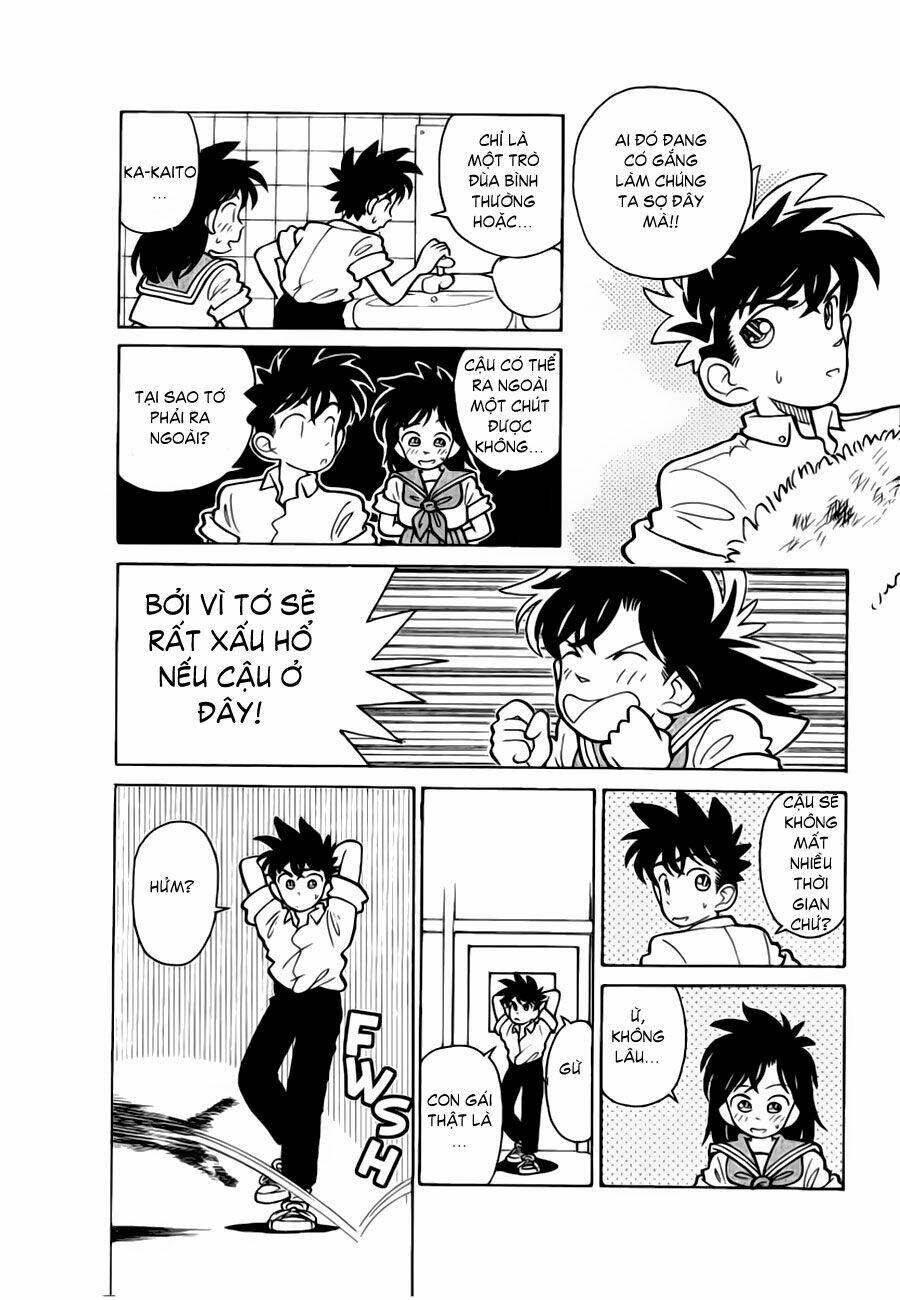 AI ĐÓ ĐANG
CỐ GẮNG
LÀM CHÚNG
TA SỢ ĐÂY
MÀ!!
CHỈ LÀ
MỘT TRÒ
ĐÙA BÌNH
THƯỜNG
HOẶC...
KA-KAITO
...
CẬU CÓ THỂ
RA NGOÀI
MỘT CHÚT
ĐƯỢC
KHÔNG...
TẠI SAO TỚ
PHẢI RA
NGOÀI?
BỞI VÌ TỚ SẼ
RẤT XẤU HỔ
NẾU CẬU Ở
ĐÂY!
CẬU SẼ
KHÔNG
MẤT
NHIỀU
THỜI
GIAN
CHỨ?
Ừ,
KHÔNG
LÂU...
GỪ
CON GÁI
THẬT LÀ
...
HỬM?
FWSH